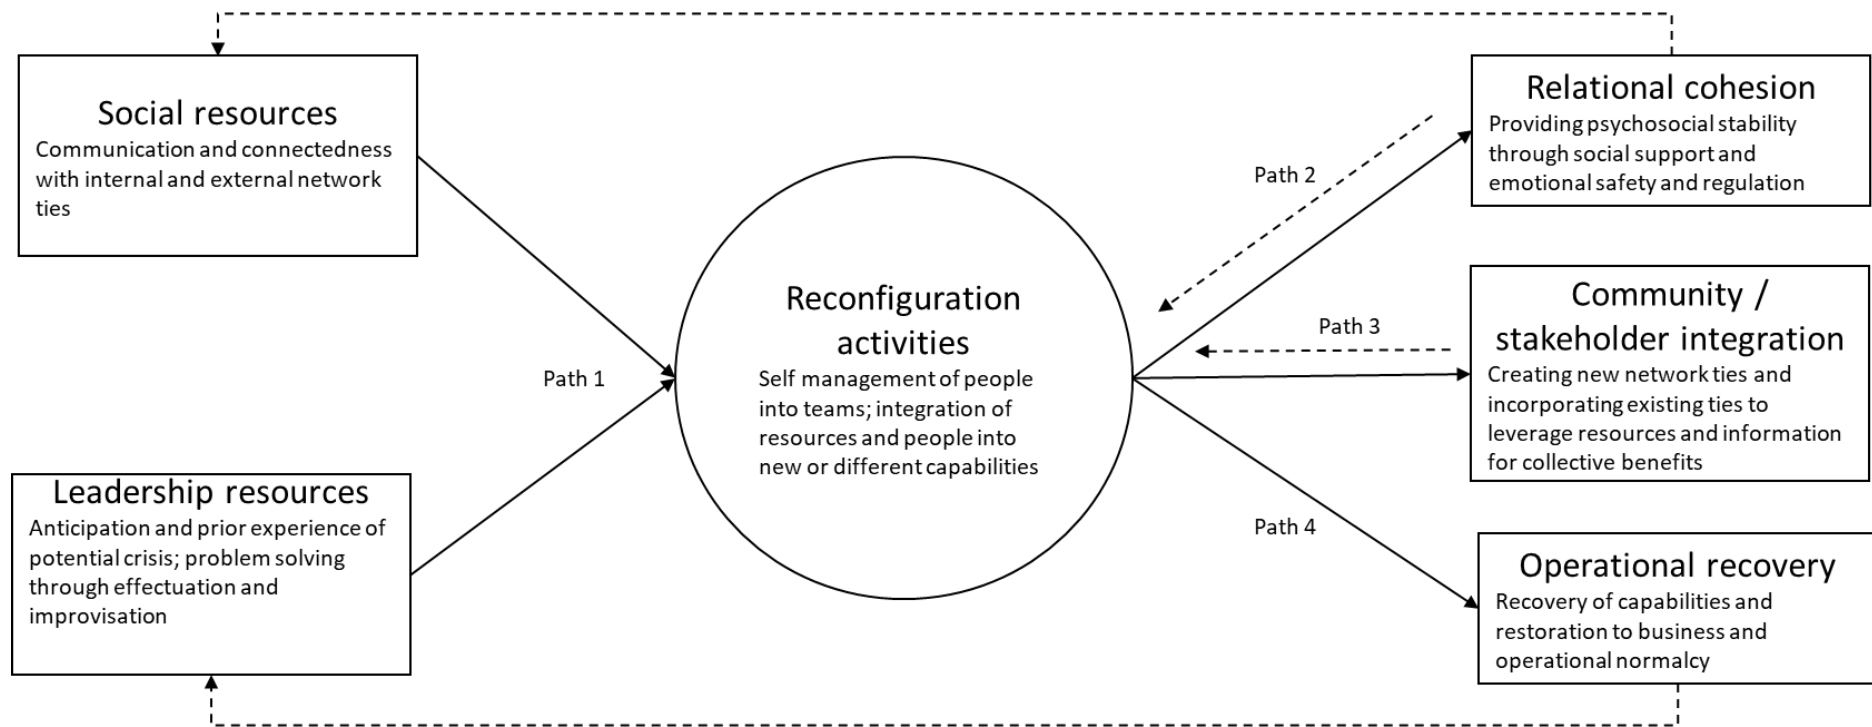 Social resources
Communication and connectedness
with internal and external network
ties
Leadership resources
Anticipation and prior experience of
potential crisis; problem solving
through effectuation and
improvisation
Path 1
Reconfiguration
activities
Self management of people
into teams; integration of
resources and people into
new or different capabilities
Path 2
Path 3
Path 4
Relational cohesion
Providing psychosocial stability
through social support and
emotional safety and regulation
Community /
stakeholder integration
Creating new network ties and
incorporating existing ties to
leverage resources and information
for collective benefits
Operational recovery
Recovery of capabilities and
restoration to business and
operational normalcy